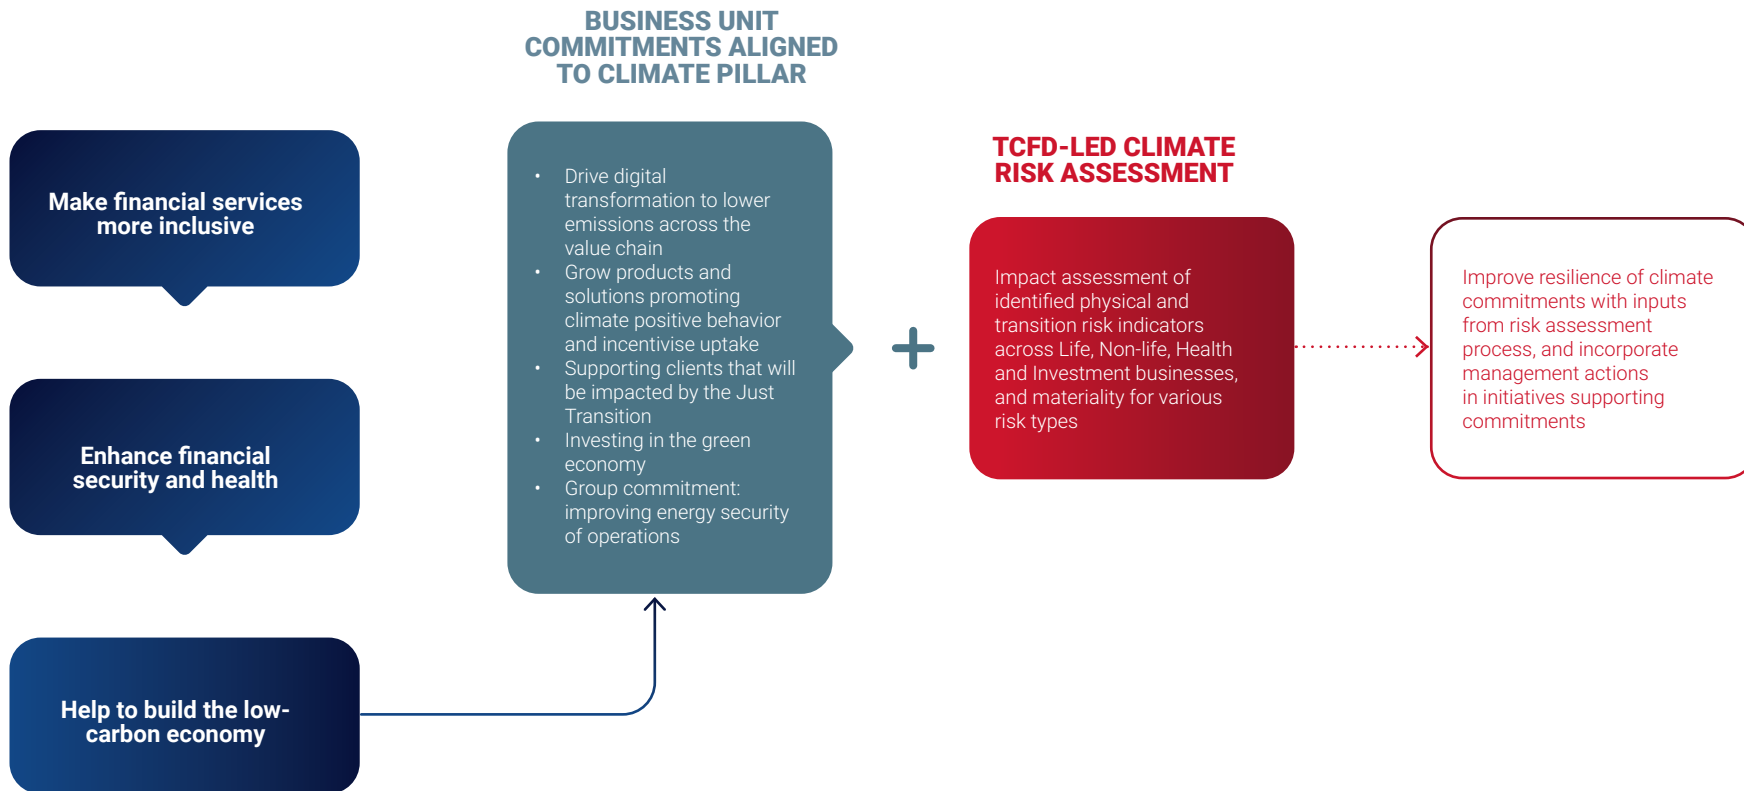 BUSINESS UNIT
COMMITMENTS ALIGNED
TO CLIMATE PILLAR
Make financial services
more inclusive
Enhance financial
security and health
Help to build the low-
carbon economy
• Drive digital
transformation to lower
emissions across the
value chain
• Grow products and
solutions promoting
climate positive behavior
and incentivise uptake
• Supporting clients that will
be impacted by the Just
Transition
• Investing in the green
economy
• Group commitment:
improving energy security
of operations
+
TCFD-LED CLIMATE
RISK ASSESSMENT
Impact assessment of
identified physical and
transition risk indicators
across Life, Non-life, Health
and Investment businesses,
and materiality for various
risk types
Improve resilience of climate
commitments with inputs
from risk assessment
process, and incorporate
management actions
in initiatives supporting
commitments